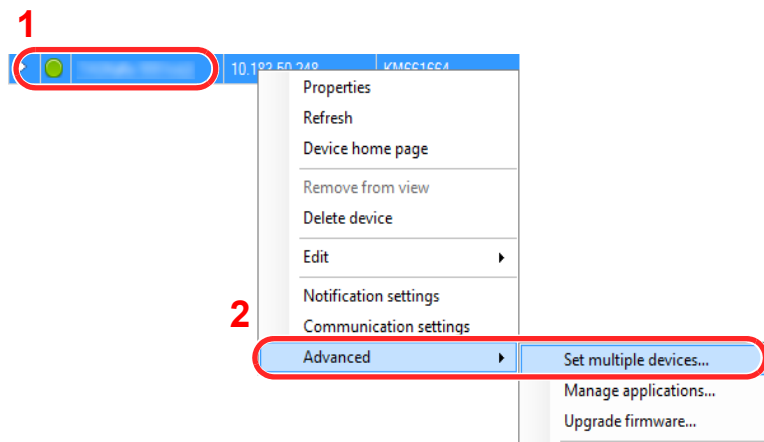 1
10.183.50.248 KM661664
Properties
Refresh
Device home page
Remove from view
Delete device
Edit
Notification settings
2
Communication settings
Advanced
Set multiple devices...
Manage applications...
Upgrade firmware...